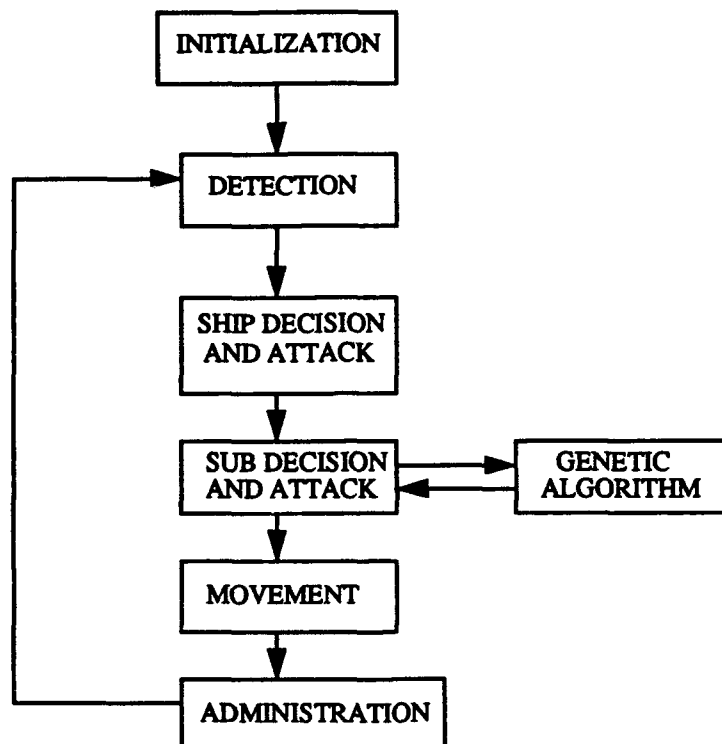 INITIALIZATION
DETECTION
SHIP DECISION
AND ATTACK
SUB DECISION
AND ATTACK
GENETIC
ALGORITHM
MOVEMENT
ADMINISTRATION